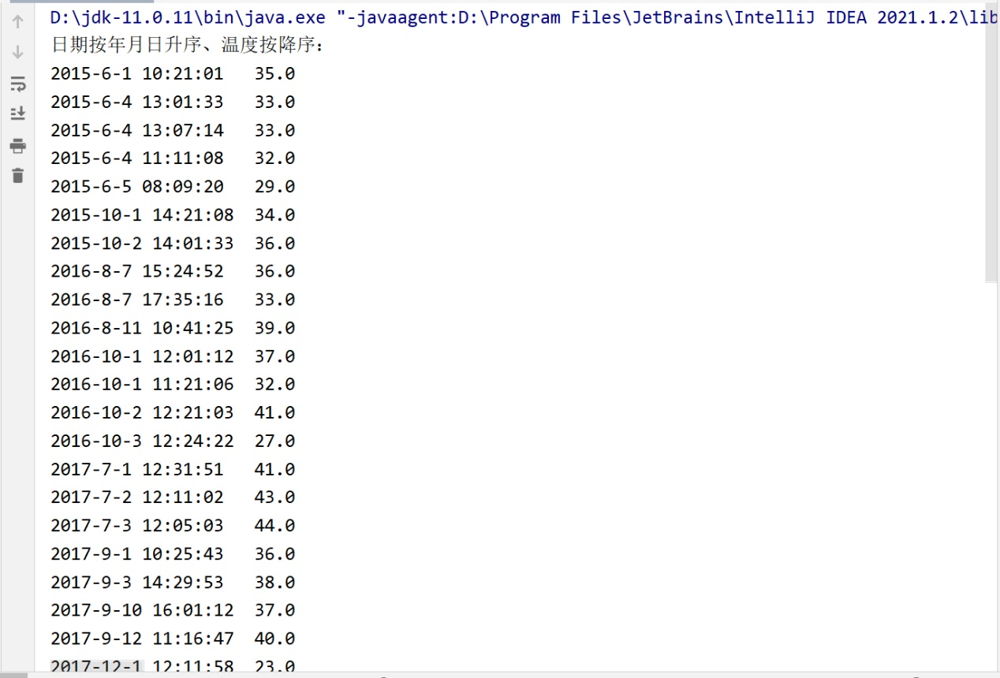 D:\jdk-11.0.11\bin\java.exe "-javaagent:D:\Program Files\JetBrains\IntelliJ IDEA 2021.1.2\lib
日期按年月日升序、温度按降序:
2015-6-1 10:21:01   35.0
2015-6-4 13:01:33   33.0
2015-6-4 13:07:14   33.0
2015-6-4 11:11:08   32.0
2015-6-5 08:09:20   29.0
2015-10-1 14:21:08  34.0
2015-10-2 14:01:33  36.0
2016-8-7 15:24:52   36.0
2016-8-7 17:35:16   33.0
2016-8-11 10:41:25  39.0
2016-10-1 12:01:12  37.0
2016-10-1 11:21:06  32.0
2016-10-2 12:21:03  41.0
2016-10-3 12:24:22  27.0
2017-7-1 12:31:51   41.0
2017-7-2 12:11:02   43.0
2017-7-3 12:05:03   44.0
2017-9-1 10:25:43   36.0
2017-9-3 14:29:53   38.0
2017-9-10 16:01:12  37.0
2017-9-12 11:16:47  40.0
2017-12-1 12:11:58  23.0